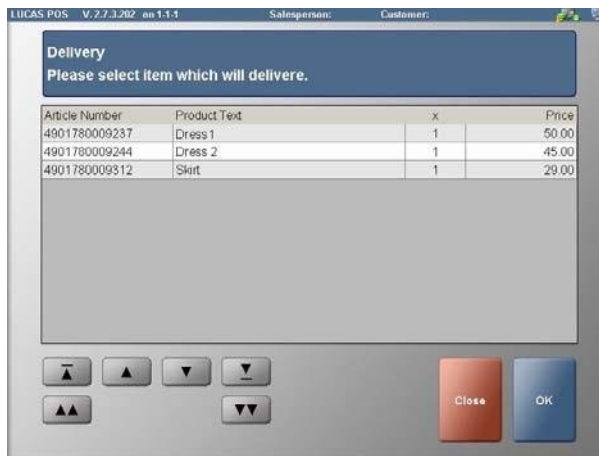 LUCAS POS V. 2.7.3.202 on 1-1-1 Salesperson: Customer:
Delivery
Please select item which will delivere.
Article Number Product Text x Price
4901780009237 Dress 1 1 50.00
4901780009244 Dress 2 1 45.00
4901780009312 Skirt 1 29.00
Close OK